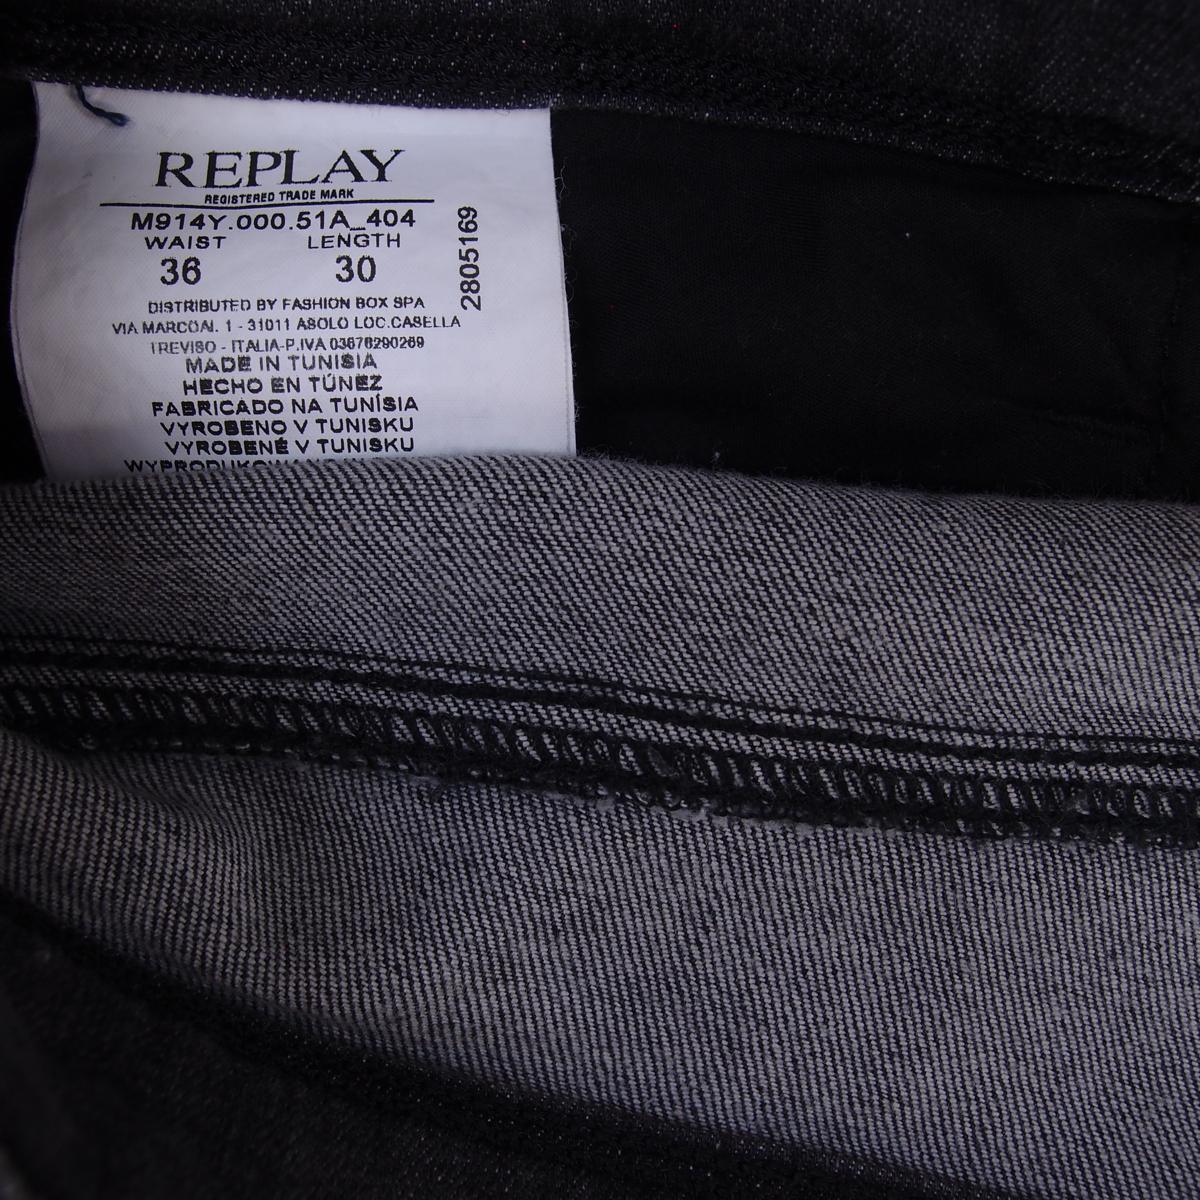 REPLAY
REGISTERED TRADE MARK
M914Y.000.51A_404
WAIST LENGTH
36 30
2805169
DISTRIBUTED BY FASHION BOX SPA
VIA MARCONI. 1 - 31011 ASOLO LOC.CASELLA
TREVISO - ITALIA-P.IVA 03676290269
MADE IN TUNISIA
HECHO EN TÚNEZ
FABRICADO NA TUNÍSIA
VYROBENO V TUNISKU
VYROBENÉ V TUNISKU
WYPRODUKOWANO